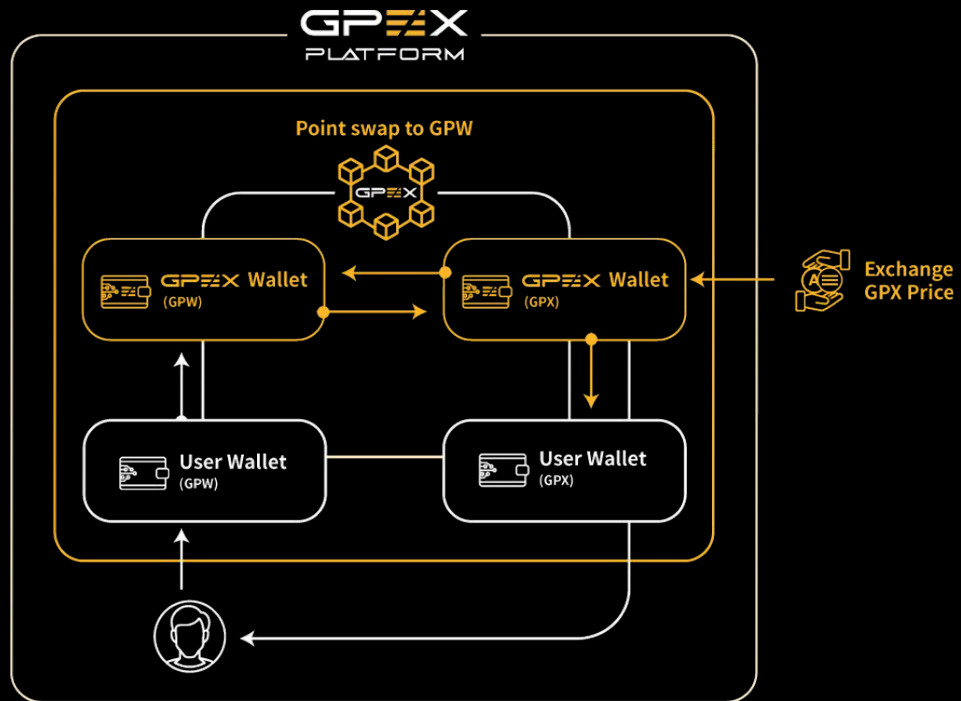 GPEX
PLATFORM
Point swap to GPW
GPEX
GPEX Wallet
(GPW)
GPEX Wallet
(GPX)
Exchange
GPX Price
User Wallet
(GPW)
User Wallet
(GPX)